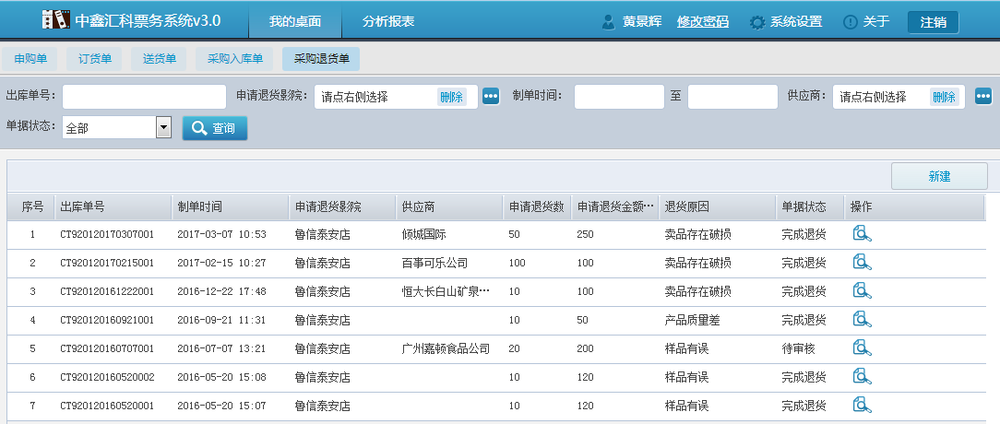 中鑫汇科票务系统v3.0 我的桌面 分析报表 黄景辉 修改密码 系统设置 关于 注销
申购单 订货单 送货单 采购入库单 采购退货单
出库单号: 申请退货影院: 请点右侧选择 删除 制单时间: 至 供应商: 请点右侧选择 删除
单据状态: 全部 查询
新建
序号 出库单号 制单时间 申请退货影院 供应商 申请退货数 申请退货金额… 退货原因 单据状态 操作
1 CT920120170307001 2017-03-07 10:53 鲁信泰安店 倾城国际 50 250 卖品存在破损 完成退货
2 CT920120170215001 2017-02-15 10:27 鲁信泰安店 百事可乐公司 100 100 卖品存在破损 完成退货
3 CT920120161222001 2016-12-22 17:48 鲁信泰安店 恒大长白山矿泉… 10 100 卖品存在破损 完成退货
4 CT920120160921001 2016-09-21 11:31 鲁信泰安店 10 50 产品质量差 完成退货
5 CT920120160707001 2016-07-07 13:21 鲁信泰安店 广州嘉顿食品公司 20 200 样品有误 待审核
6 CT920120160520002 2016-05-20 15:08 鲁信泰安店 10 120 样品有误 完成退货
7 CT920120160520001 2016-05-20 15:07 鲁信泰安店 10 120 样品有误 完成退货